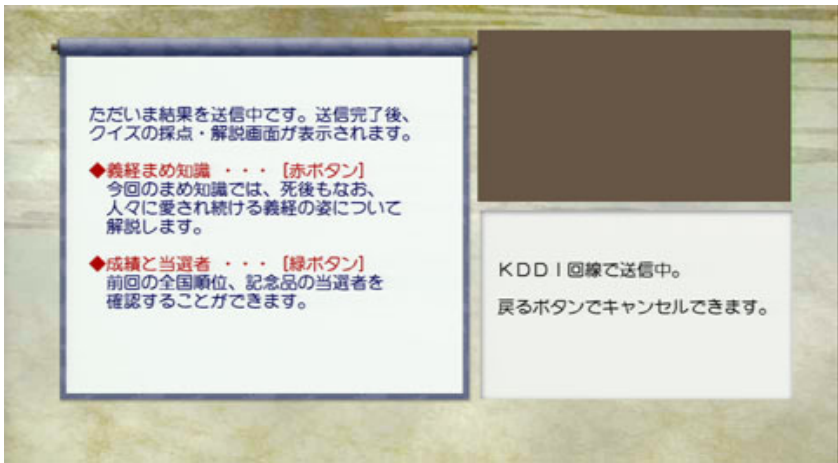 ただいま結果を送信中です。送信完了後、
クイズの採点・解説画面が表示されます。
◆義経まめ知識 ・・・ [赤ボタン]
今回のまめ知識では、死後もなお、
人々に愛され続ける義経の姿について
解説します。
◆成績と当選者 ・・・ [緑ボタン]
前回の全国順位、記念品の当選者を
確認することができます。
ＫＤＤＩ回線で送信中。
戻るボタンでキャンセルできます。